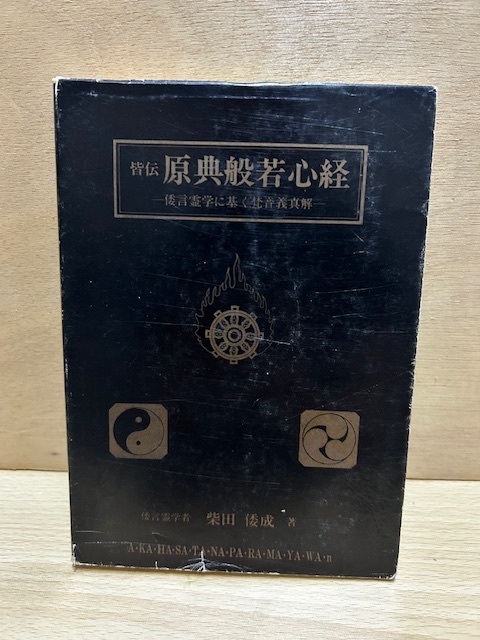 皆伝 原典般若心経
—倭言霊学に基く梵音義真解—
倭言霊学者 柴田 倭成 著
A・KA・HA・SA・TA・NA・PA・RA・MA・YA・WA・n